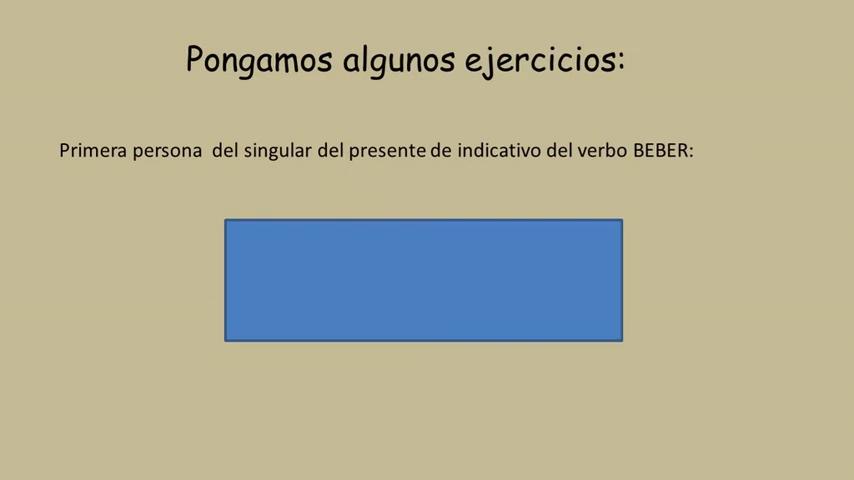 Pongamos algunos ejercicios:
Primera persona  del singular del presente de indicativo del verbo BEBER: